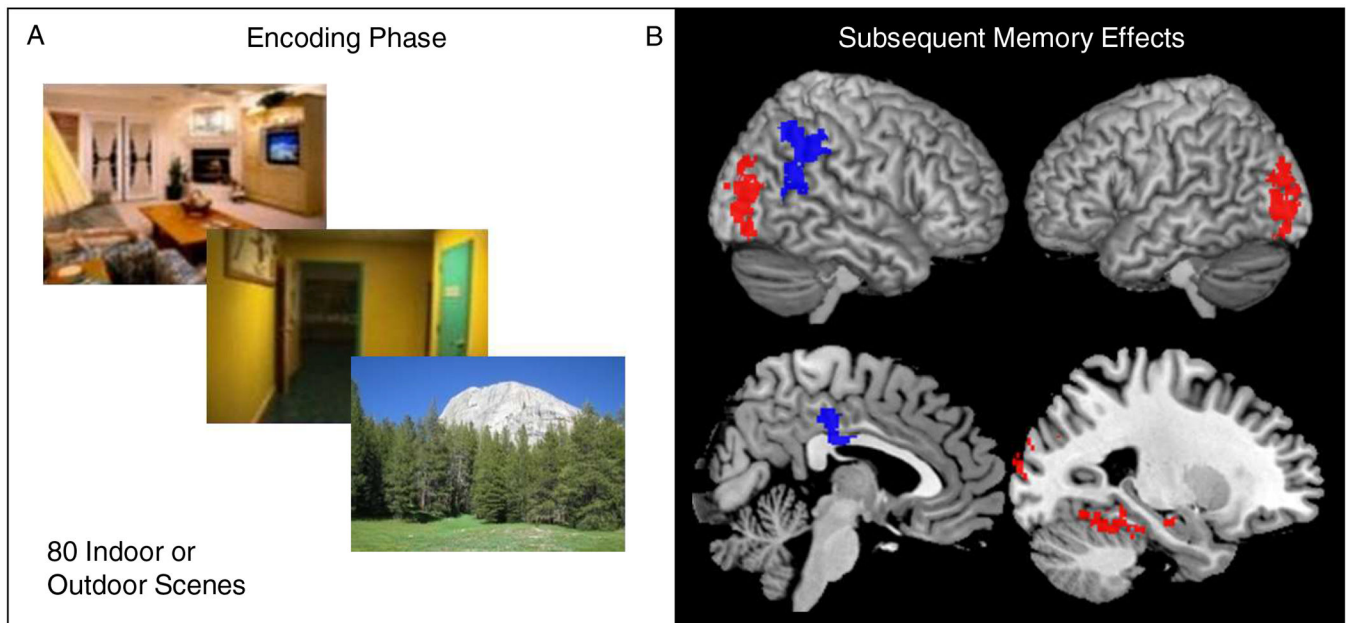 A
Encoding Phase
80 Indoor or
Outdoor Scenes
B
Subsequent Memory Effects